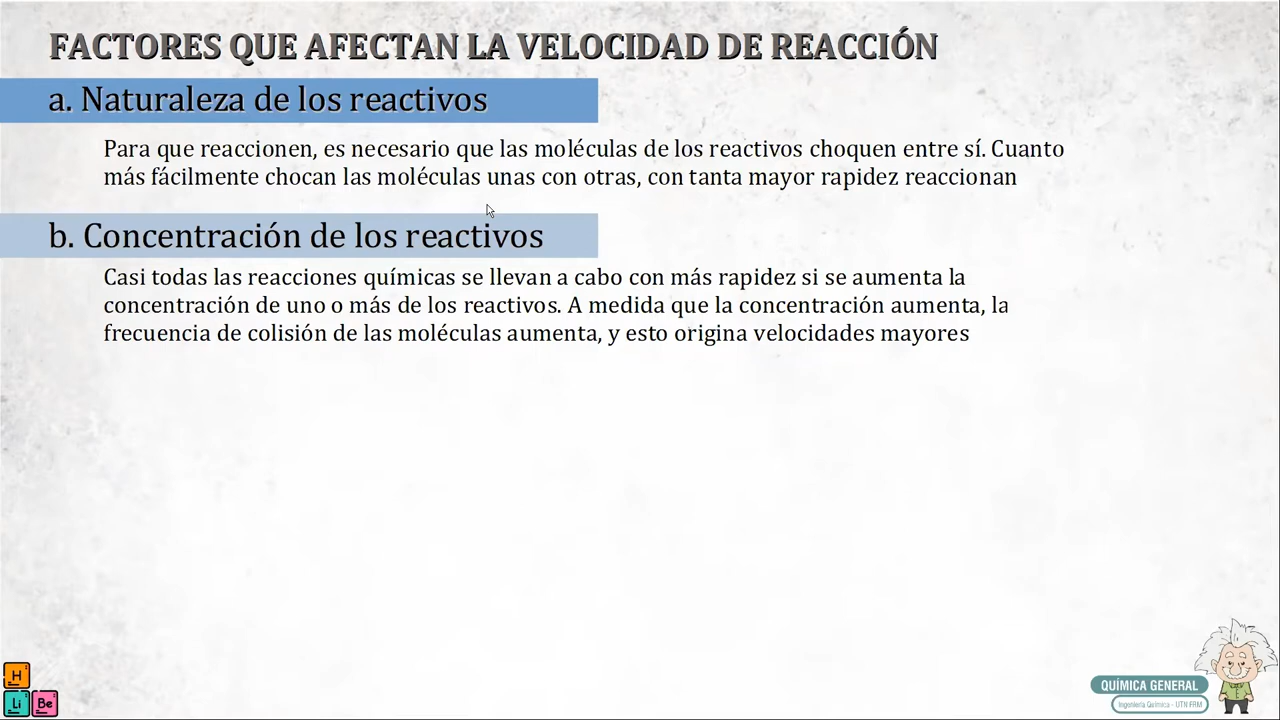 FACTORES QUE AFECTAN LA VELOCIDAD DE REACCIÓN
a. Naturaleza de los reactivos
Para que reaccionen, es necesario que las moléculas de los reactivos choquen entre sí. Cuanto
más fácilmente chocan las moléculas unas con otras, con tanta mayor rapidez reaccionan
b. Concentración de los reactivos
Casi todas las reacciones químicas se llevan a cabo con más rapidez si se aumenta la
concentración de uno o más de los reactivos. A medida que la concentración aumenta, la
frecuencia de colisión de las moléculas aumenta, y esto origina velocidades mayores
H
Li Be
QUÍMICA GENERAL
Ingeniería Química - UTN FRM